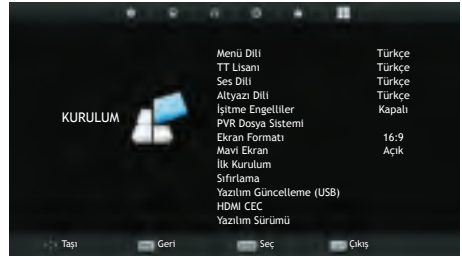 Menü Dili Türkçe
TT Lisanı Türkçe
Ses Dili Türkçe
Altyazı Dili Türkçe
İşitme Engelliler Kapalı
KURULUM
PVR Dosya Sistemi
Ekran Formatı 16:9
Mavi Ekran Açık
İlk Kurulum
Sıfırlama
Yazılım Güncelleme (USB)
HDMI CEC
Yazılım Sürümü
Taşı Geri Seç Çıkış